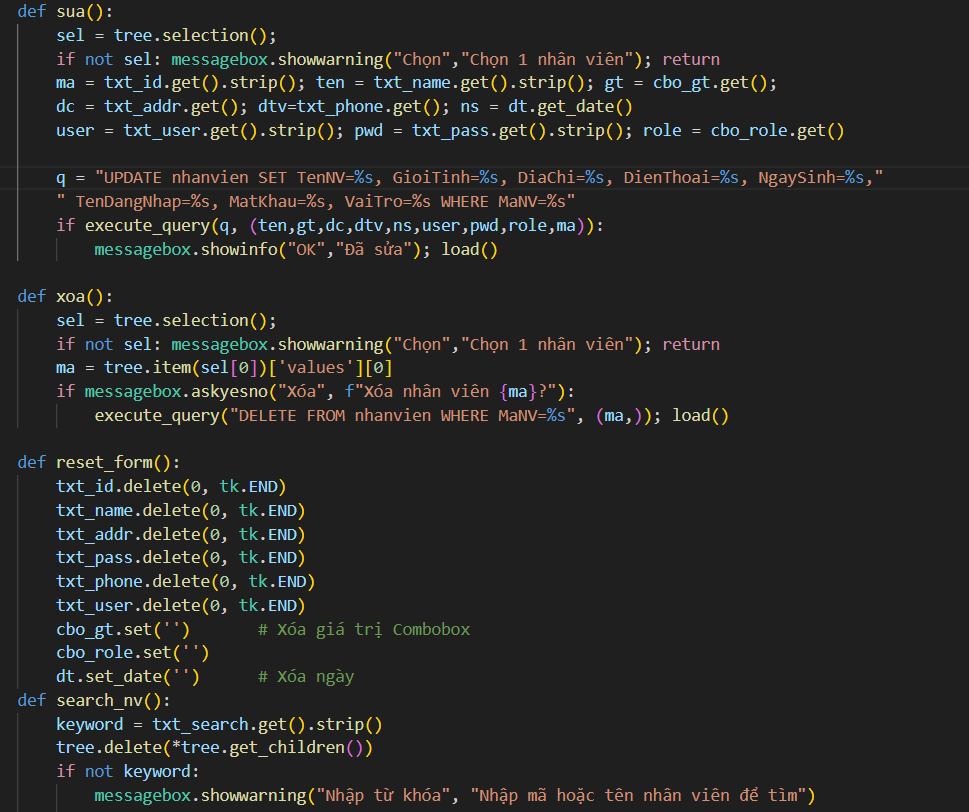 def sua():
    sel = tree.selection();
    if not sel: messagebox.showwarning("Chọn","Chọn 1 nhân viên"); return
    ma = txt_id.get().strip(); ten = txt_name.get().strip(); gt = cbo_gt.get();
    dc = txt_addr.get(); dtv=txt_phone.get(); ns = dt.get_date()
    user = txt_user.get().strip(); pwd = txt_pass.get().strip(); role = cbo_role.get()

    q = "UPDATE nhanvien SET TenNV=%s, GioiTinh=%s, DiaChi=%s, DienThoai=%s, NgaySinh=%s,"
    " TenDangNhap=%s, MatKhau=%s, VaiTro=%s WHERE MaNV=%s"
    if execute_query(q, (ten,gt,dc,dtv,ns,user,pwd,role,ma)):
        messagebox.showinfo("OK","Đã sửa"); load()

def xoa():
    sel = tree.selection();
    if not sel: messagebox.showwarning("Chọn","Chọn 1 nhân viên"); return
    ma = tree.item(sel[0])['values'][0]
    if messagebox.askyesno("Xóa", f"Xóa nhân viên {ma}?"):
        execute_query("DELETE FROM nhanvien WHERE MaNV=%s", (ma,)); load()

def reset_form():
    txt_id.delete(0, tk.END)
    txt_name.delete(0, tk.END)
    txt_addr.delete(0, tk.END)
    txt_pass.delete(0, tk.END)
    txt_phone.delete(0, tk.END)
    txt_user.delete(0, tk.END)
    cbo_gt.set('')       # Xóa giá trị Combobox
    cbo_role.set('')
    dt.set_date('')      # Xóa ngày
def search_nv():
    keyword = txt_search.get().strip()
    tree.delete(*tree.get_children())
    if not keyword:
        messagebox.showwarning("Nhập từ khóa", "Nhập mã hoặc tên nhân viên để tìm")